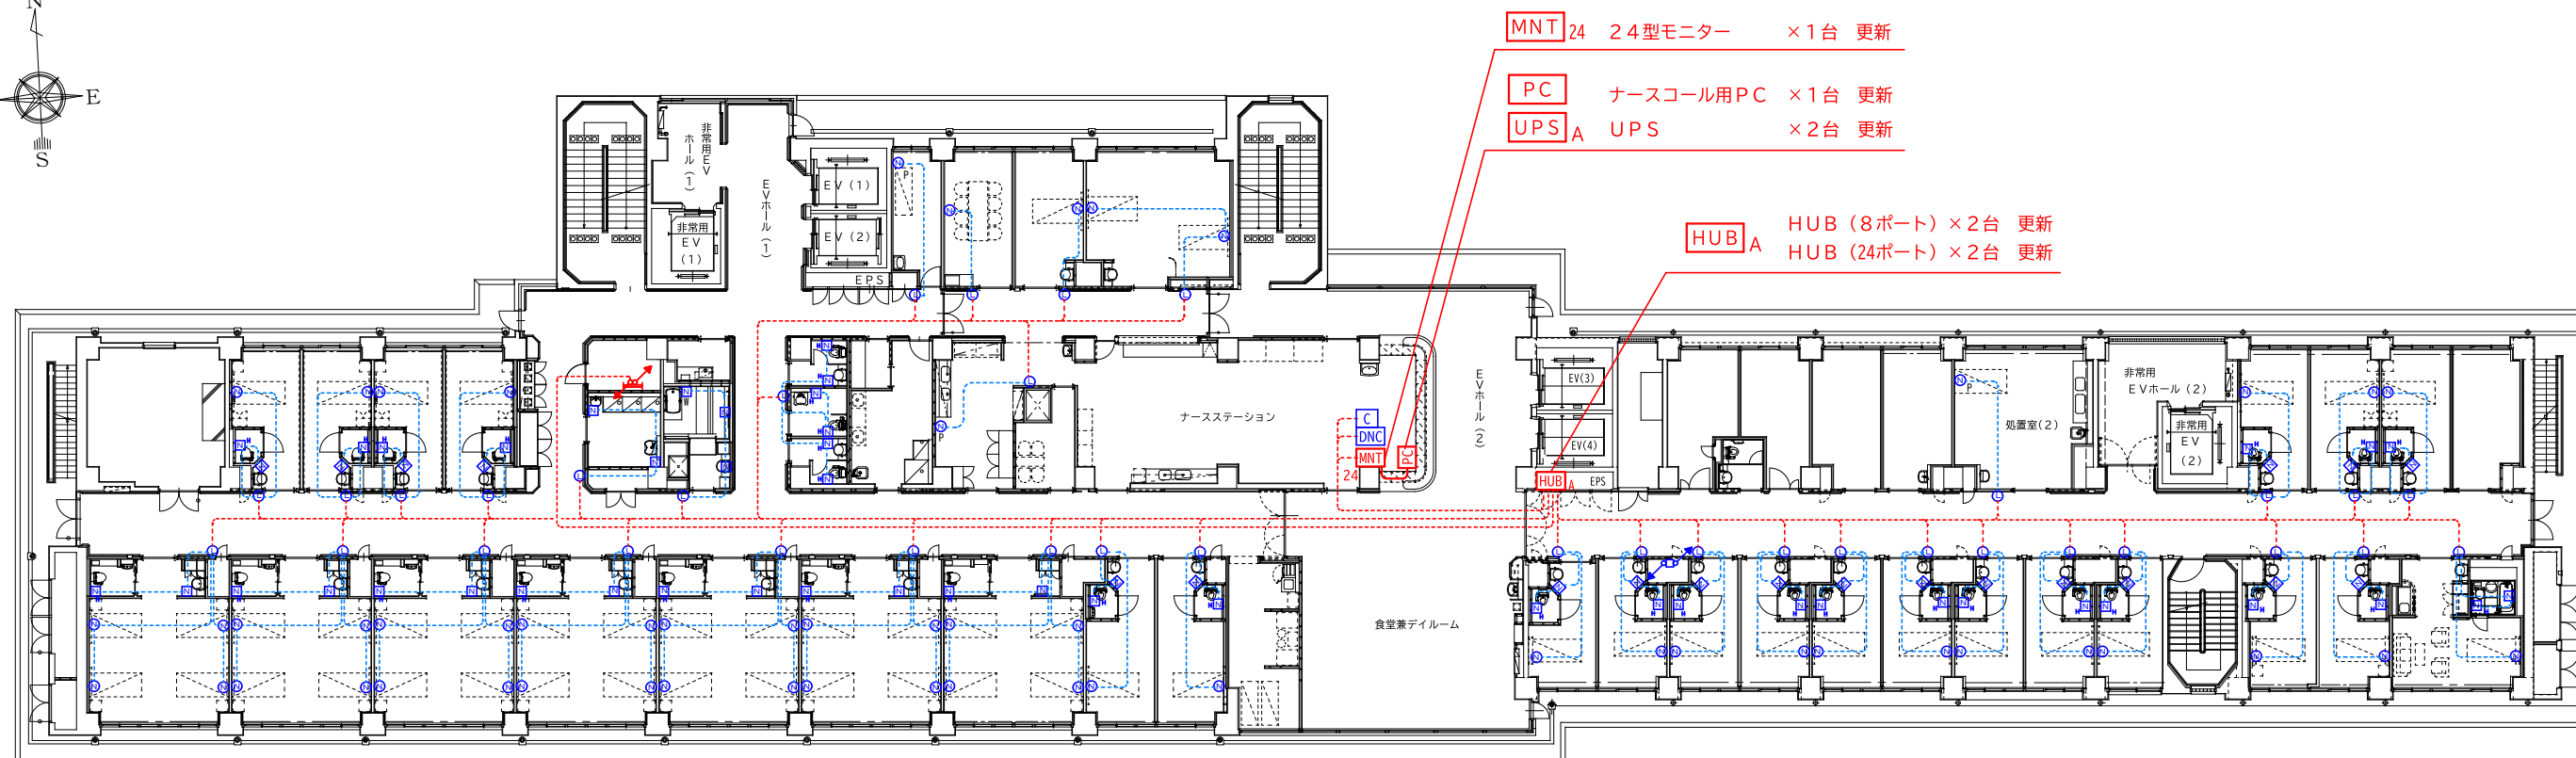 N
E
S
MNT 24 24型モニター ×1台 更新
PC ナースコール用PC ×1台 更新
UPS A UPS ×2台 更新
HUB A HUB(8ポート)×2台 更新
HUB(24ポート)×2台 更新
非常用EV
ホール(1)
EVホール(1)
非常用
EV
(1)
EV(1)
EV(2)
EPS
P
ナースステーション
P
C
DNC
MNT
24
PC
EVホール(2)
EV(3)
EV(4)
HUB A
EPS
P
処置室(2)
非常用
EVホール(2)
非常用
EV
(2)
食堂兼デイルーム